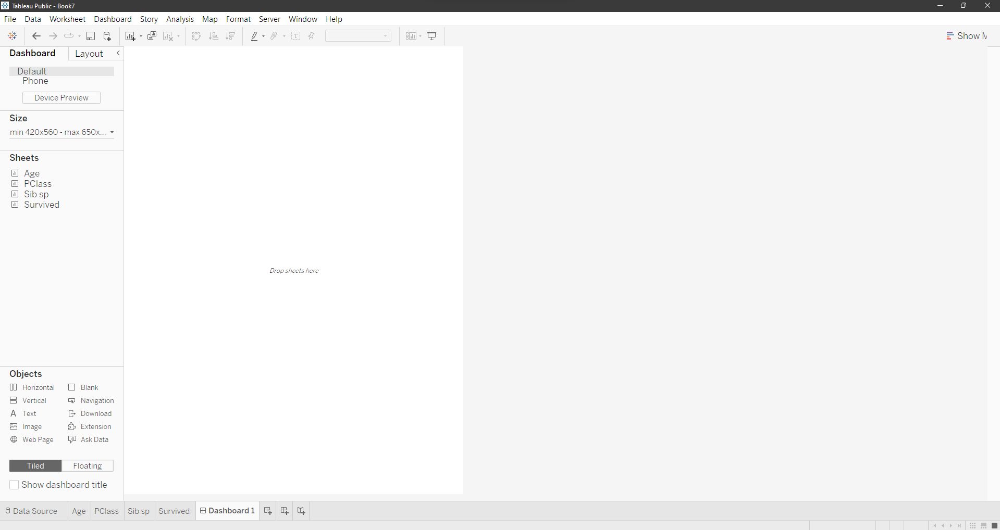 Tableau Public - Book7
File Data Worksheet Dashboard Story Analysis Map Format Server Window Help
Show M
Dashboard Layout
Default
Phone
Device Preview
Size
min 420x560 - max 650x...
Sheets
Age
PClass
Sib sp
Survived
Drop sheets here
Objects
Horizontal Blank
Vertical Navigation
Text Download
Image Extension
Web Page Ask Data
Tiled Floating
Show dashboard title
Data Source Age PClass Sib sp Survived Dashboard 1